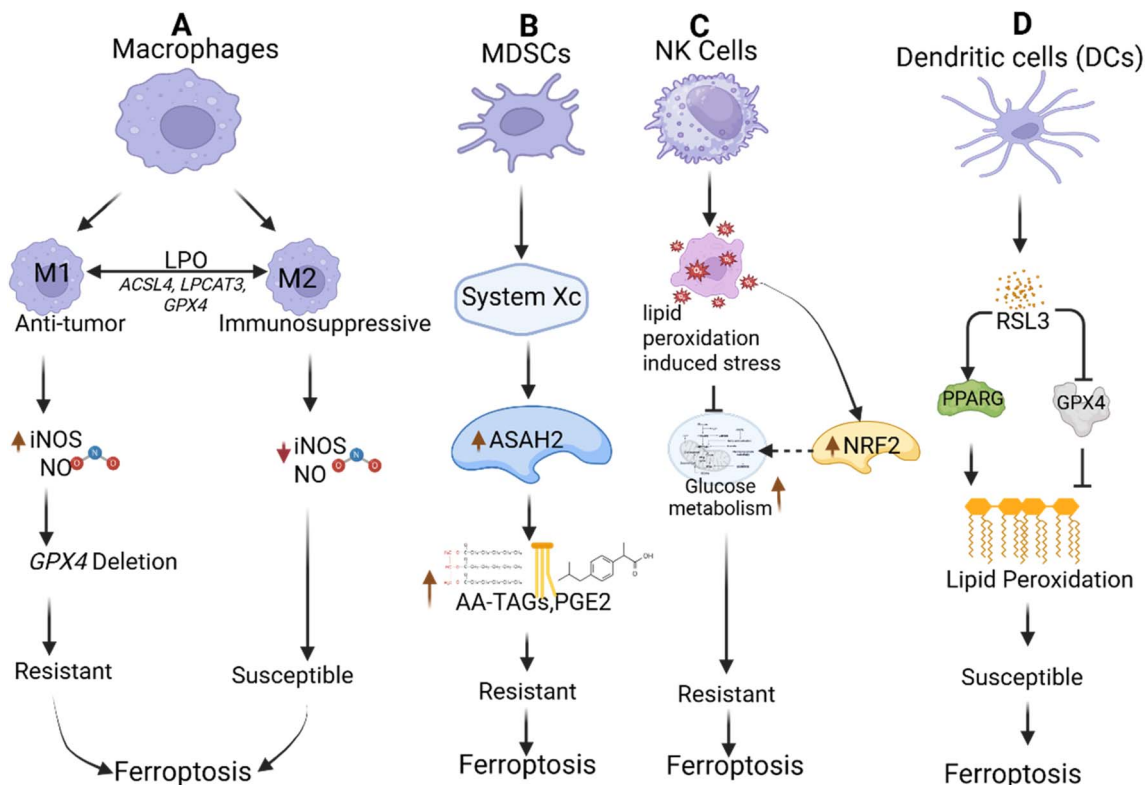 A
Macrophages
M1
LPO
ACSL4, LPCAT3,
GPX4
M2
Anti-tumor
Immunosuppressive
iNOS
NO
O N O
iNOS
NO
O N O
GPX4 Deletion
Resistant
Susceptible
Ferroptosis
B
MDSCs
System Xc
ASAH2
OH
O
AA-TAGs,PGE2
Resistant
Ferroptosis
C
NK Cells
lipid
peroxidation
induced stress
NRF2
Glucose
metabolism
Resistant
Ferroptosis
D
Dendritic cells (DCs)
RSL3
PPARG
GPX4
Lipid Peroxidation
Susceptible
Ferroptosis